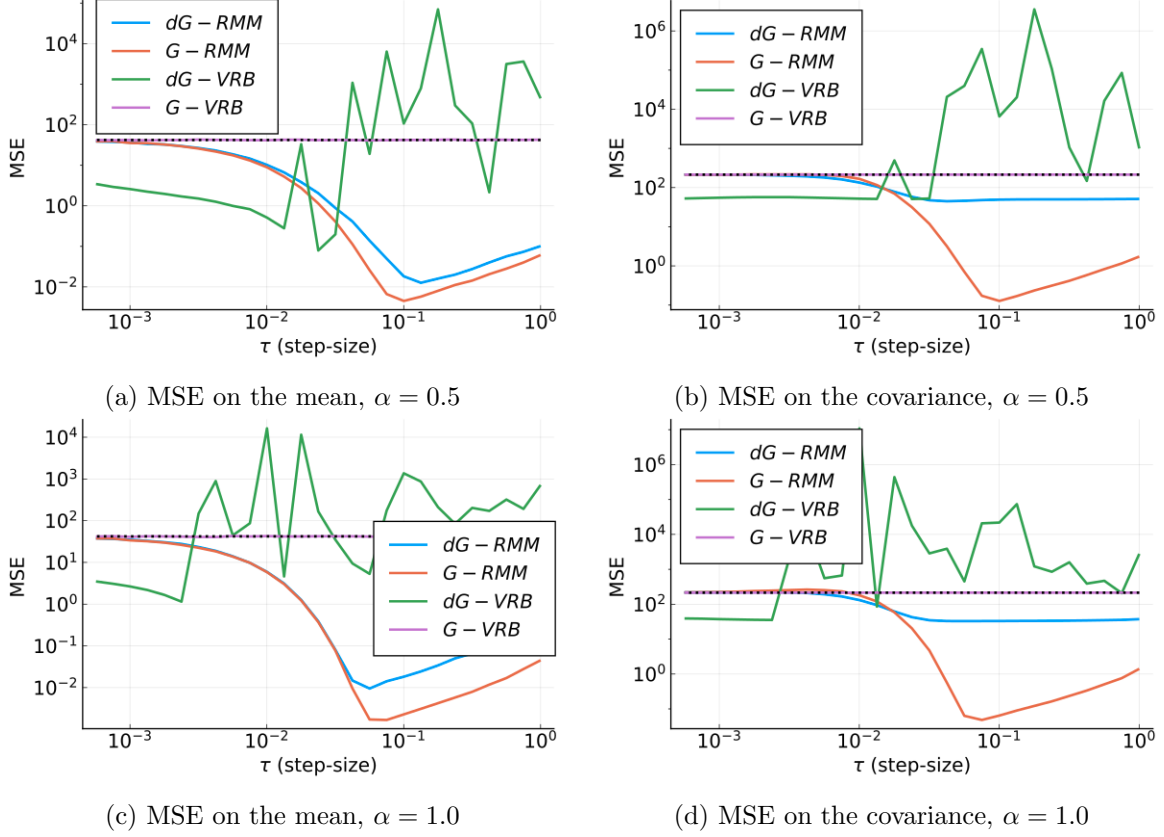 10^4
10^2
10^0
10^-2
MSE
dG − RMM
G − RMM
dG − VRB
G − VRB
10^-3
10^-2
10^-1
10^0
τ (step-size)
(a) MSE on the mean, α = 0.5
10^6
10^4
10^2
10^0
MSE
dG − RMM
G − RMM
dG − VRB
G − VRB
10^-3
10^-2
10^-1
10^0
τ (step-size)
(b) MSE on the covariance, α = 0.5
10^4
10^3
10^2
10^1
10^0
10^-1
10^-2
MSE
dG − RMM
G − RMM
dG − VRB
G − VRB
10^-3
10^-2
10^-1
10^0
τ (step-size)
(c) MSE on the mean, α = 1.0
10^6
10^4
10^2
10^0
MSE
dG − RMM
G − RMM
dG − VRB
G − VRB
10^-3
10^-2
10^-1
10^0
τ (step-size)
(d) MSE on the covariance, α = 1.0